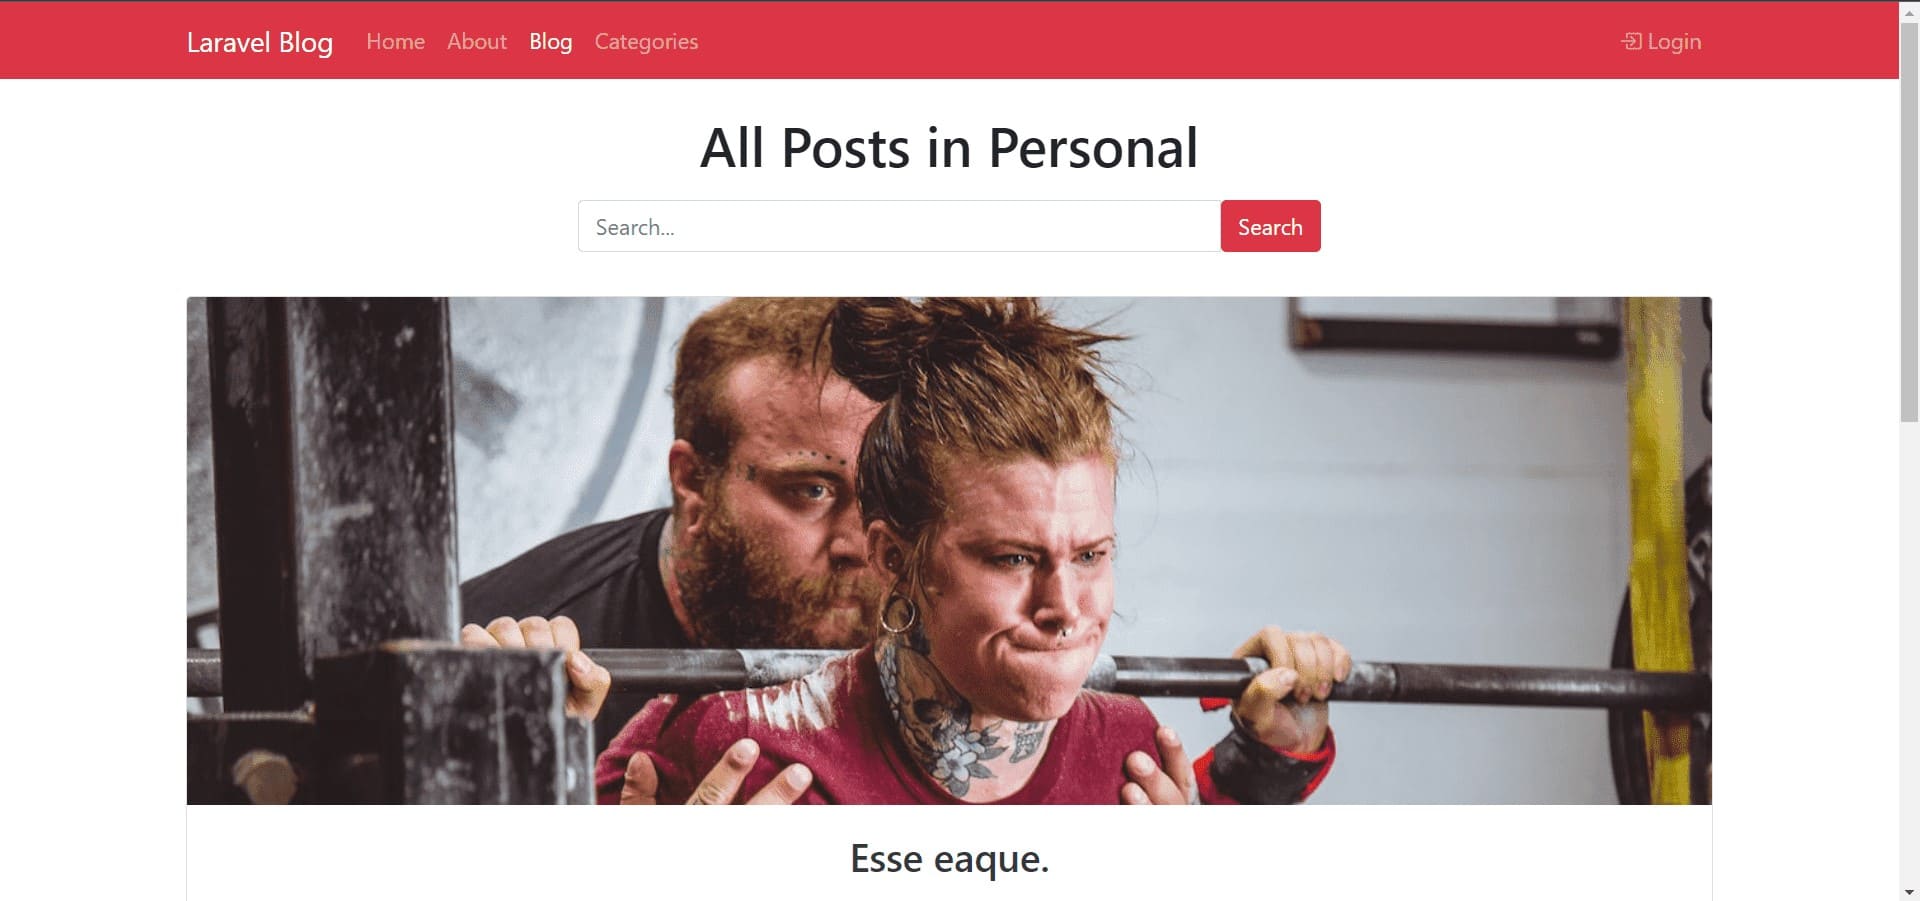 Laravel Blog Home About Blog Categories Login
All Posts in Personal
Search... Search
Esse eaque.